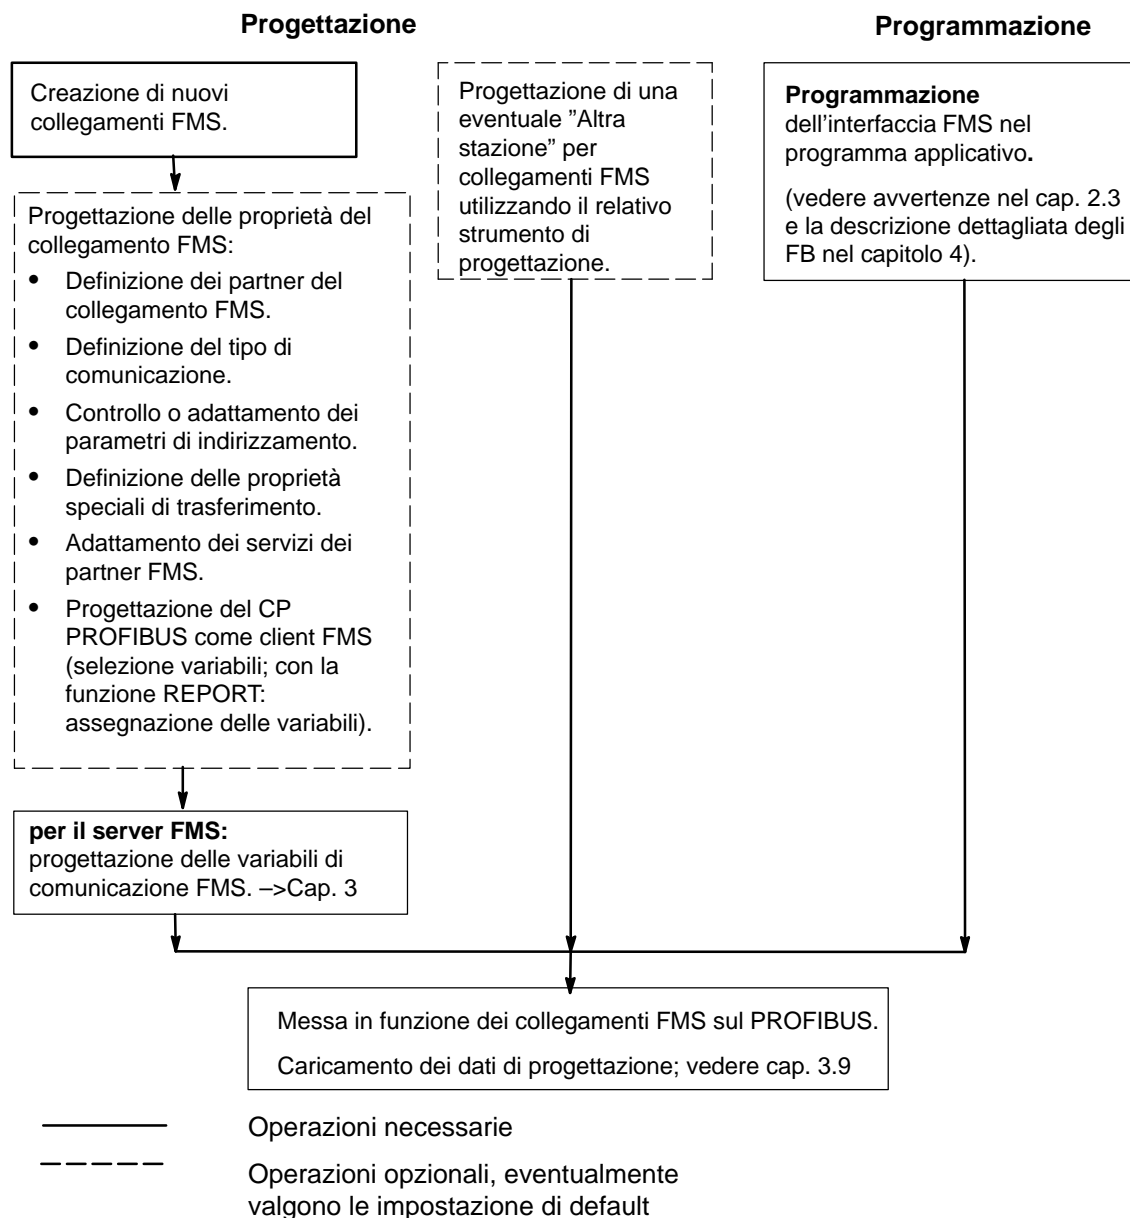 Progettazione
Programmazione
Creazione di nuovi
collegamenti FMS.
Progettazione delle proprietà del
collegamento FMS:
• Definizione dei partner del
collegamento FMS.
• Definizione del tipo di
comunicazione.
• Controllo o adattamento dei
parametri di indirizzamento.
• Definizione delle proprietà
speciali di trasferimento.
• Adattamento dei servizi dei
partner FMS.
• Progettazione del CP
PROFIBUS come client FMS
(selezione variabili; con la
funzione REPORT:
assegnazione delle variabili).
per il server FMS:
progettazione delle variabili di
comunicazione FMS. –>Cap. 3
Progettazione di una
eventuale ”Altra
stazione” per
collegamenti FMS
utilizzando il relativo
strumento di
progettazione.
Programmazione
dell’interfaccia FMS nel
programma applicativo.
(vedere avvertenze nel cap. 2.3
e la descrizione dettagliata degli
FB nel capitolo 4).
Messa in funzione dei collegamenti FMS sul PROFIBUS.
Caricamento dei dati di progettazione; vedere cap. 3.9
Operazioni necessarie
Operazioni opzionali, eventualmente
valgono le impostazione di default